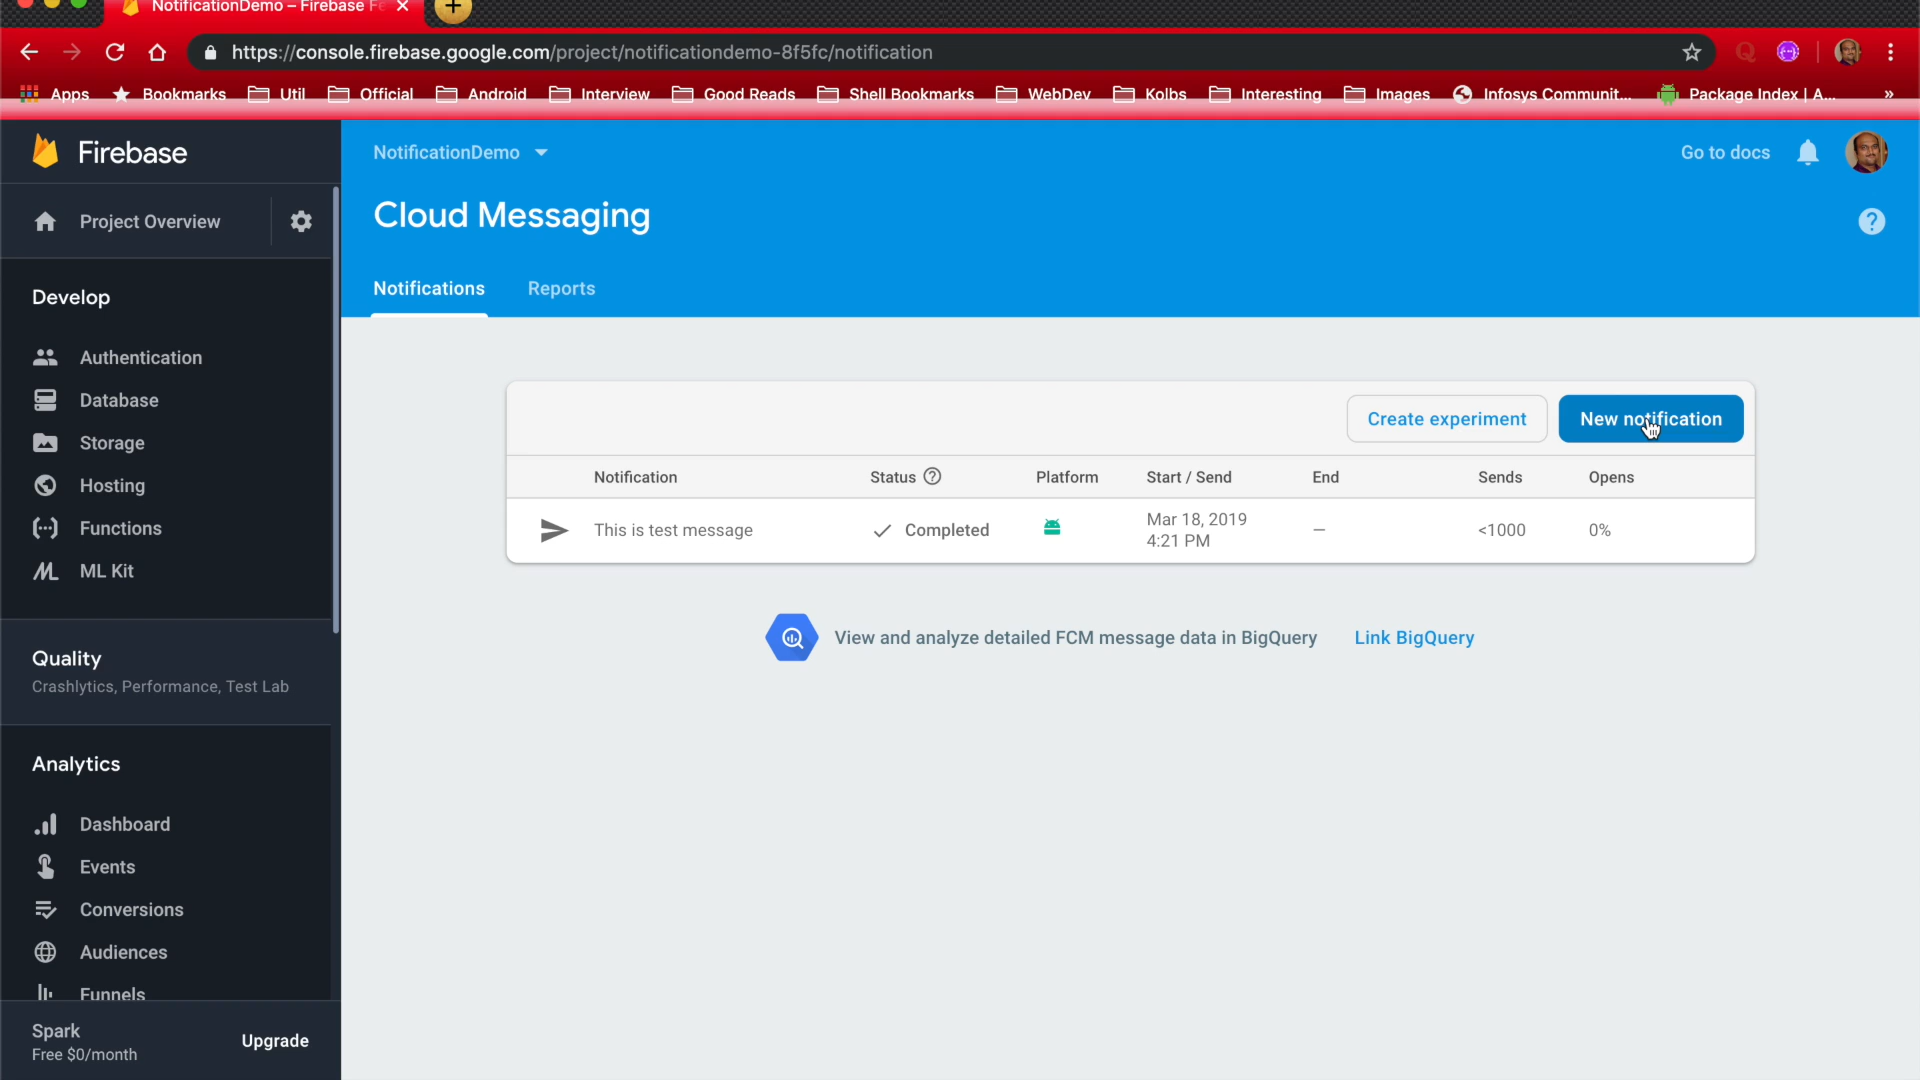 NotificationDemo – Firebase Fe
https://console.firebase.google.com/project/notificationdemo-8f5fc/notification
Apps Bookmarks Util Official Android Interview Good Reads Shell Bookmarks WebDev Kolbs Interesting Images Infosys Communit... Package Index | A... »
Firebase
NotificationDemo
Go to docs
Project Overview
Cloud Messaging
Notifications Reports
Develop
Authentication
Database
Storage
Hosting
Functions
ML Kit
Quality
Crashlytics, Performance, Test Lab
Analytics
Dashboard
Events
Conversions
Audiences
Funnels
Spark
Free $0/month
Upgrade
Create experiment New notification
Notification Status Platform Start / Send End Sends Opens
This is test message Completed Mar 18, 2019 4:21 PM – <1000 0%
View and analyze detailed FCM message data in BigQuery Link BigQuery